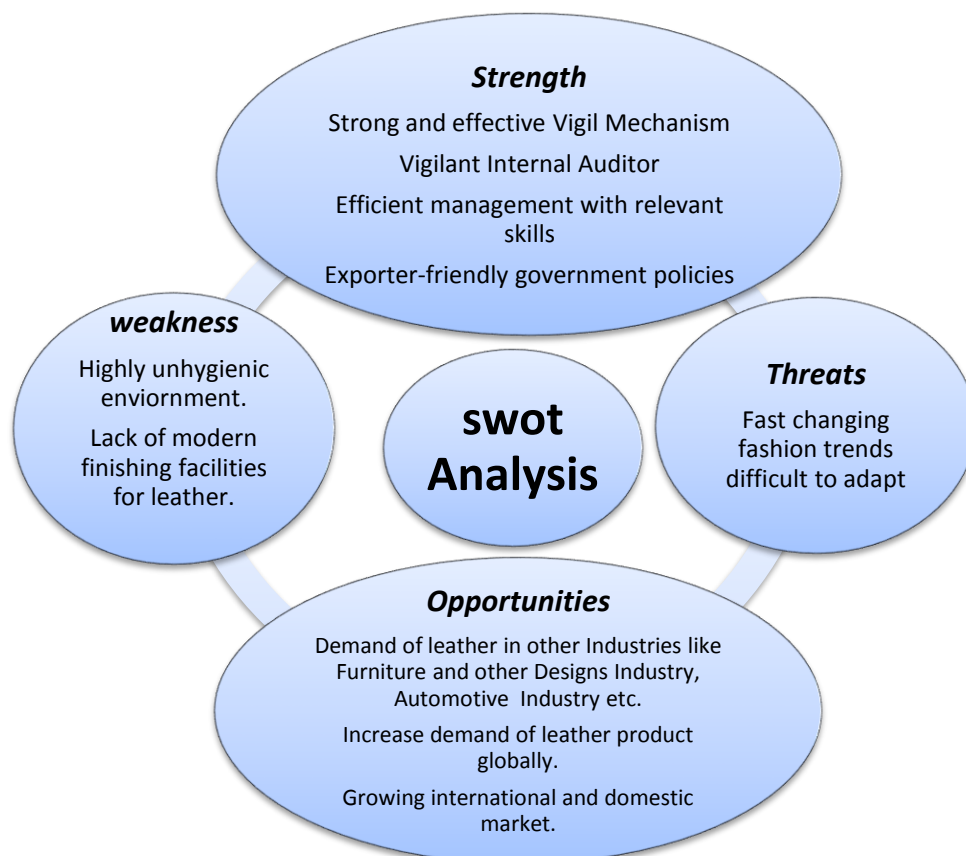 Strength
Strong and effective Vigil Mechanism
Vigilant Internal Auditor
Efficient management with relevant
skills
Exporter-friendly government policies
weakness
Highly unhygienic
enviornment.
Lack of modern
finishing facilities
for leather.
swot
Analysis
Threats
Fast changing
fashion trends
difficult to adapt
Opportunities
Demand of leather in other Industries like
Furniture and other Designs Industry,
Automotive Industry etc.
Increase demand of leather product
globally.
Growing international and domestic
market.